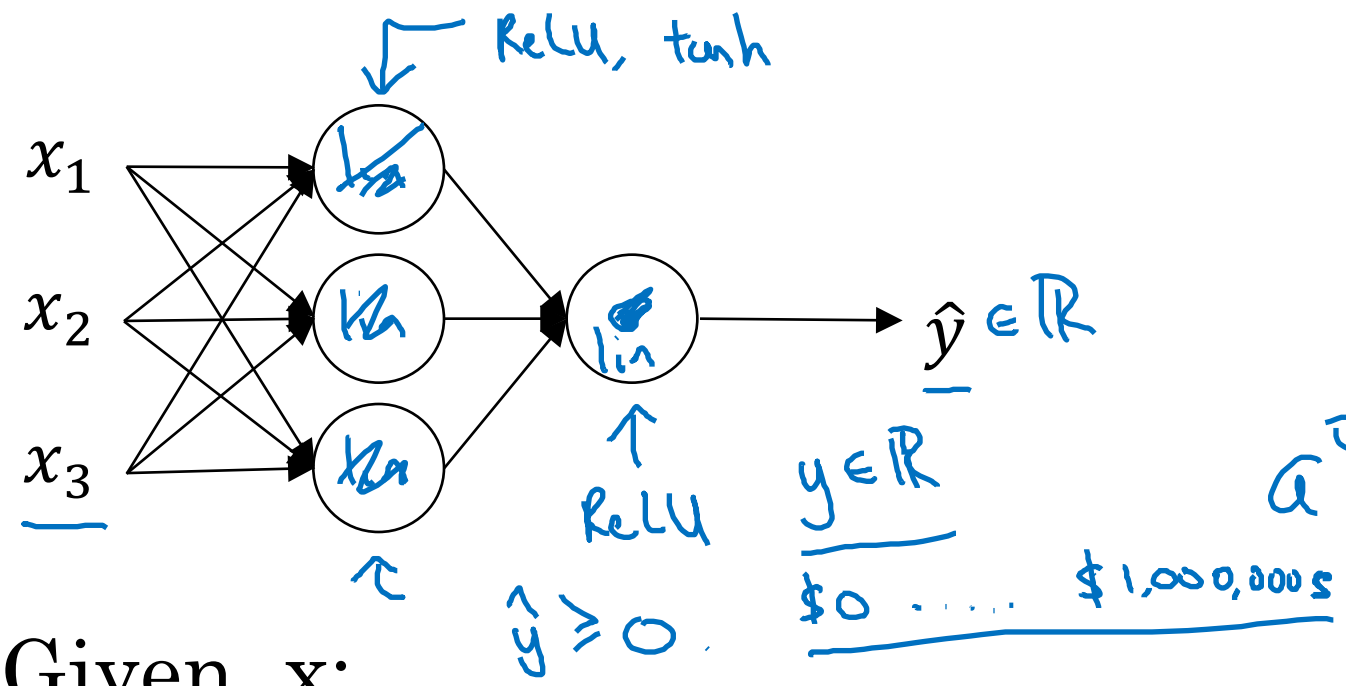 ReLU, tanh
x₁
x₂
x₃
lin
ŷ ∈ ℝ
ReLU
y ∈ ℝ
a
$0 ..... $1,000,000s
ŷ ≥ 0.
Given x: